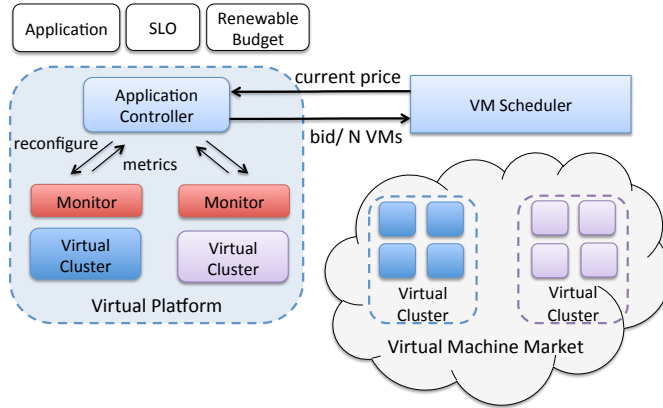 Application
SLO
Renewable
Budget
Application
Controller
current price
VM Scheduler
bid/ N VMs
reconfigure
metrics
Monitor
Monitor
Virtual
Cluster
Virtual
Cluster
Virtual Platform
Virtual
Cluster
Virtual
Cluster
Virtual Machine Market